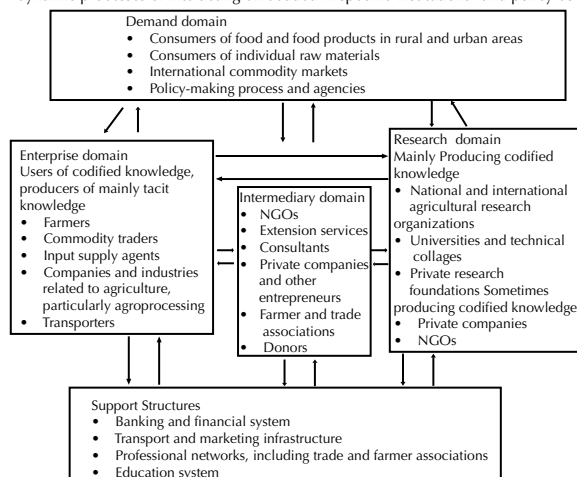 Demand domain
• Consumers of food and food products in rural and urban areas
• Consumers of individual raw materials
• International commodity markets
• Policy-making process and agencies
Enterprise domain
Users of codified knowledge,
producers of mainly tacit
knowledge
• Farmers
• Commodity traders
• Input supply agents
• Companies and industries
related to agriculture,
particularly agroprocessing
• Transporters
Intermediary domain
• NGOs
• Extension services
• Consultants
• Private companies
and other
entrepreneurs
• Farmer and trade
associations
• Donors
Research domain
Mainly Producing codified
knowledge
• National and international
agricultural research
organizations
• Universities and technical
collages
• Private research
foundations Sometimes
producing codified knowledge
• Private companies
• NGOs
Support Structures
• Banking and financial system
• Transport and marketing infrastructure
• Professional networks, including trade and farmer associations
• Education system